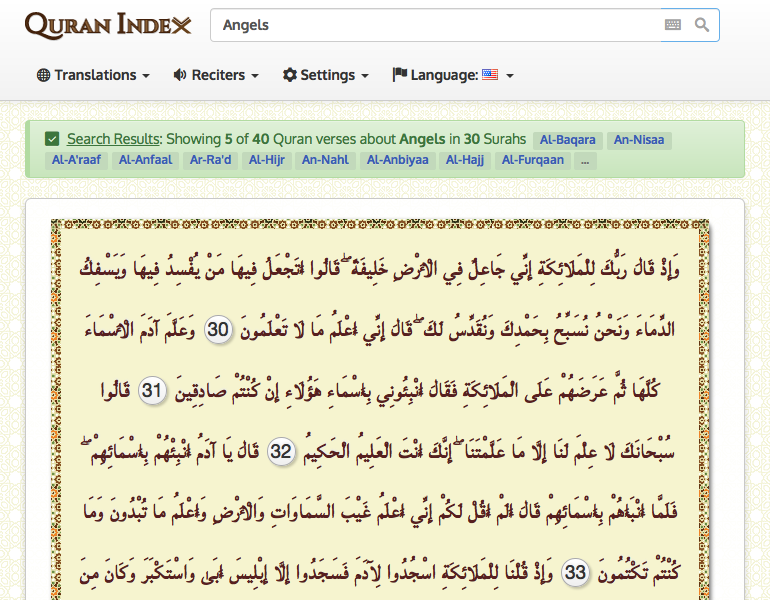 QURAN INDEX
Angels
Translations Reciters Settings Language:
Search Results: Showing 5 of 40 Quran verses about Angels in 30 Surahs Al-Baqara An-Nisaa
Al-A'raaf Al-Anfaal Ar-Ra'd Al-Hijr An-Nahl Al-Anbiyaa Al-Hajj Al-Furqaan ...
وَإِذْ قَالَ رَبُّكَ لِلْمَلَائِكَةِ إِنِّي جَاعِلٌ فِي الْأَرْضِ خَلِيفَةً ۖ قَالُوا أَتَجْعَلُ فِيهَا مَنْ يُفْسِدُ فِيهَا وَيَسْفِكُ
الدِّمَاءَ وَنَحْنُ نُسَبِّحُ بِحَمْدِكَ وَنُقَدِّسُ لَكَ ۖ قَالَ إِنِّي أَعْلَمُ مَا لَا تَعْلَمُونَ 30 وَعَلَّمَ آدَمَ الْأَسْمَاءَ
كُلَّهَا ثُمَّ عَرَضَهُمْ عَلَى الْمَلَائِكَةِ فَقَالَ أَنْبِئُونِي بِأَسْمَاءِ هَؤُلَاءِ إِنْ كُنْتُمْ صَادِقِينَ 31 قَالُوا
سُبْحَانَكَ لَا عِلْمَ لَنَا إِلَّا مَا عَلَّمْتَنَا ۖ إِنَّكَ أَنْتَ الْعَلِيمُ الْحَكِيمُ 32 قَالَ يَا آدَمُ أَنْبِئْهُمْ بِأَسْمَائِهِمْ ۖ
فَلَمَّا أَنْبَأَهُمْ بِأَسْمَائِهِمْ قَالَ أَلَمْ أَقُلْ لَكُمْ إِنِّي أَعْلَمُ غَيْبَ السَّمَاوَاتِ وَالْأَرْضِ وَأَعْلَمُ مَا تُبْدُونَ وَمَا
كُنْتُمْ تَكْتُمُونَ 33 وَإِذْ قُلْنَا لِلْمَلَائِكَةِ اسْجُدُوا لِآدَمَ فَسَجَدُوا إِلَّا إِبْلِيسَ أَبَى وَاسْتَكْبَرَ وَكَانَ مِنَ